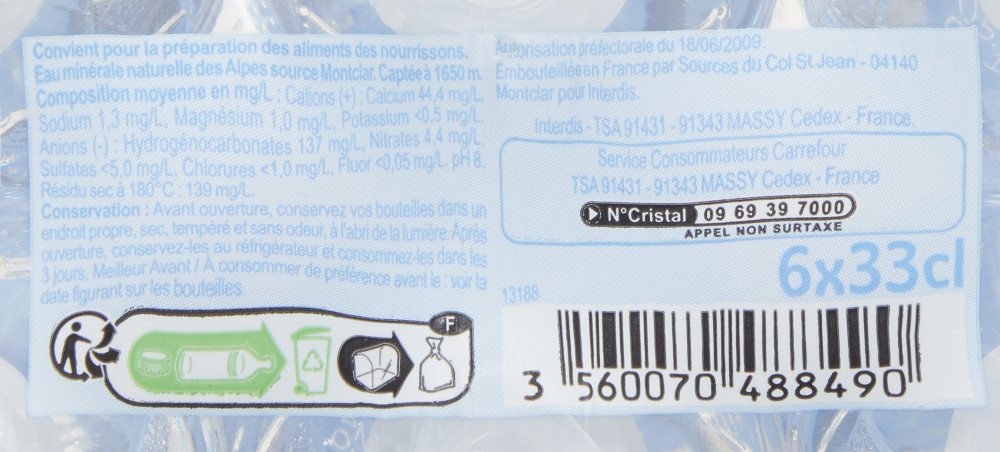 Convient pour la préparation des aliments des nourrissons.
Eau minérale naturelle des Alpes source Montclar. Captée à 1650 m.
Composition moyenne en mg/L : Cations (+) : Calcium 44,4 mg/L.
Sodium 1,3 mg/L, Magnésium 1,0 mg/L, Potassium <0,5 mg/L.
Anions (-) : Hydrogénocarbonates 137 mg/L, Nitrates 4,4 mg/L,
Sulfates <5,0 mg/L, Chlorures <1,0 mg/L, Fluor <0,05 mg/L. pH 8.
Résidu sec à 180°C : 139 mg/L.
Conservation : Avant ouverture, conservez vos bouteilles dans un
endroit propre, sec, tempéré et sans odeur, à l'abri de la lumière. Après
ouverture, conservez-les au réfrigérateur et consommez-les dans les
3 jours. Meilleur Avant / À consommer de préférence avant le : voir la
date figurant sur les bouteilles.
F
Autorisation préfectorale du 18/06/2009.
Embouteillée en France par Sources du Col St Jean - 04140
Montclar pour Interdis.
Interdis - TSA 91431 - 91343 MASSY Cedex - France.
Service Consommateurs Carrefour
TSA 91431 - 91343 MASSY Cedex - France
N°Cristal 09 69 39 7000
APPEL NON SURTAXE
6x33cl
13188
3 560070 488490